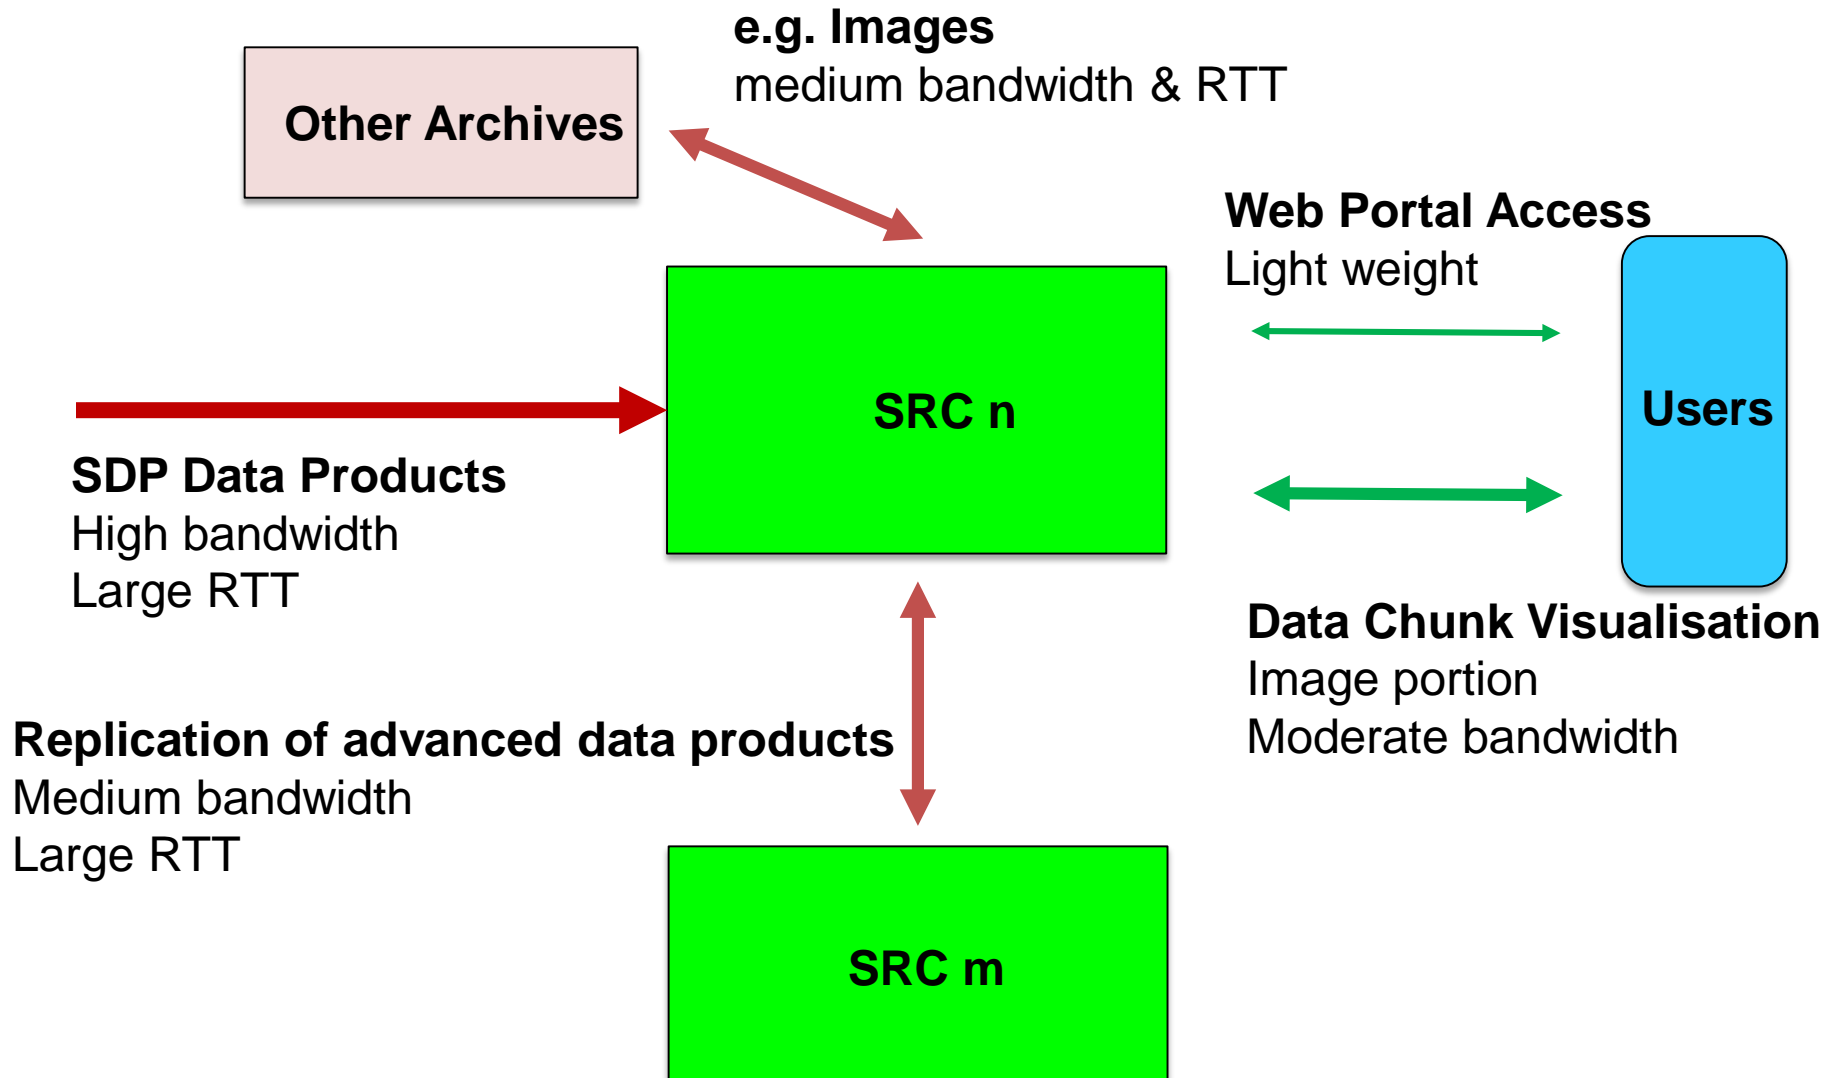 e.g. Images
medium bandwidth & RTT
Other Archives
Web Portal Access
Light weight
SRC n
Users
SDP Data Products
High bandwidth
Large RTT
Data Chunk Visualisation
Image portion
Moderate bandwidth
Replication of advanced data products
Medium bandwidth
Large RTT
SRC m